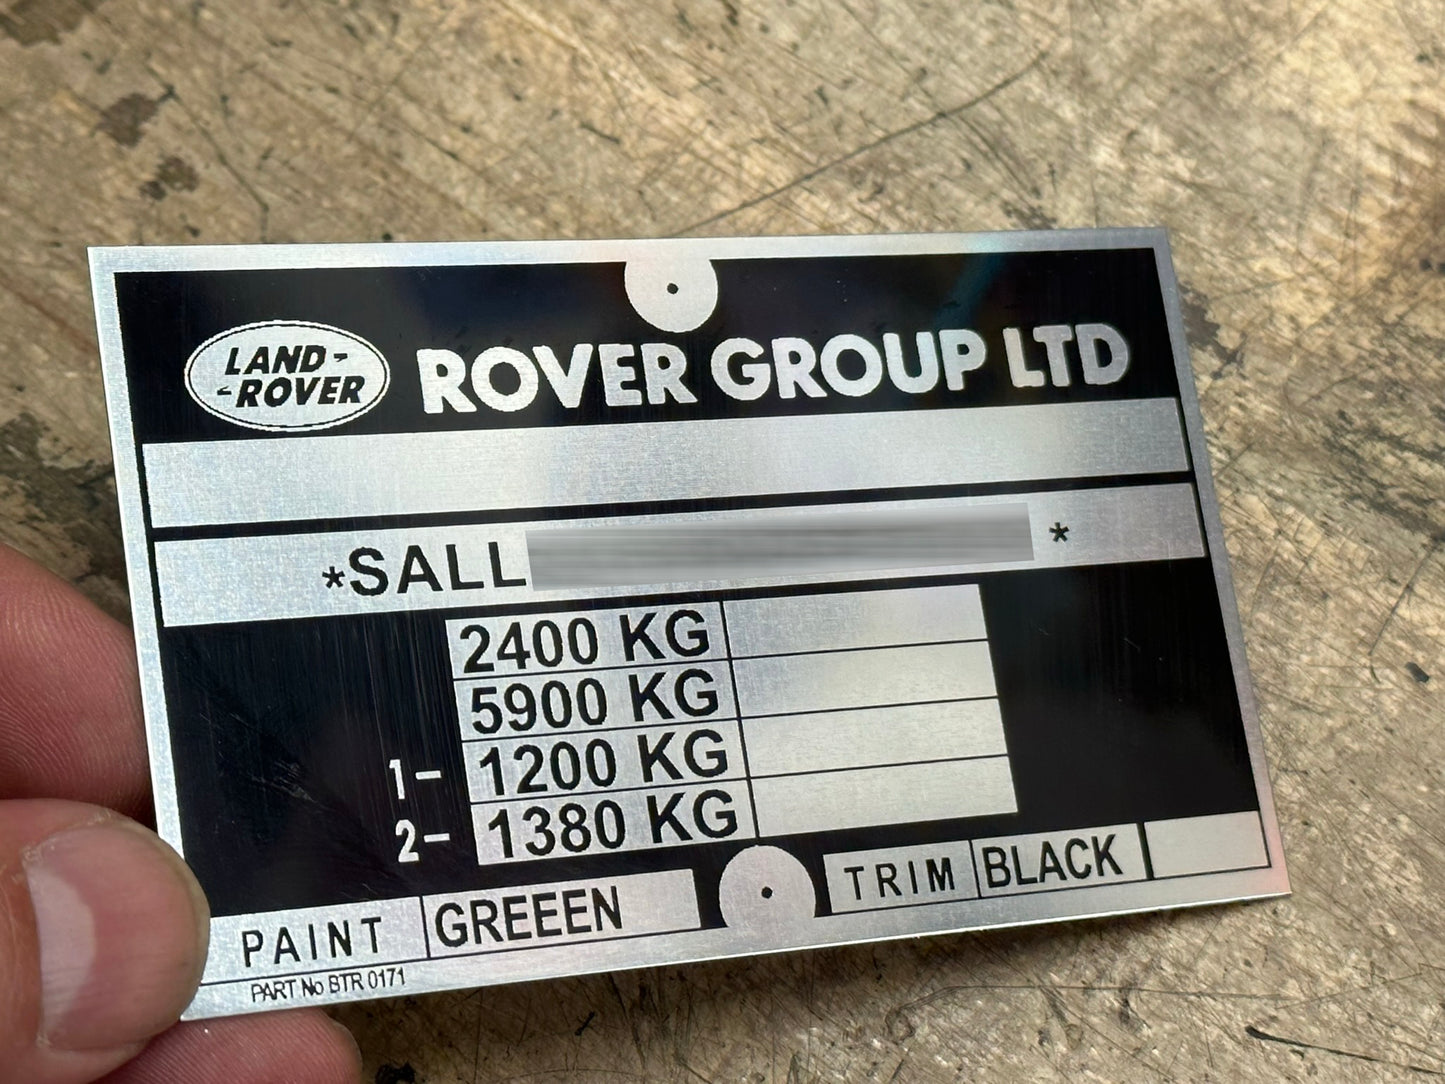 LAND-
-ROVER
ROVER GROUP LTD
*SALL *
2400 KG
5900 KG
1- 1200 KG
2- 1380 KG
PAINT GREEEN
TRIM BLACK
PART No BTR 0171